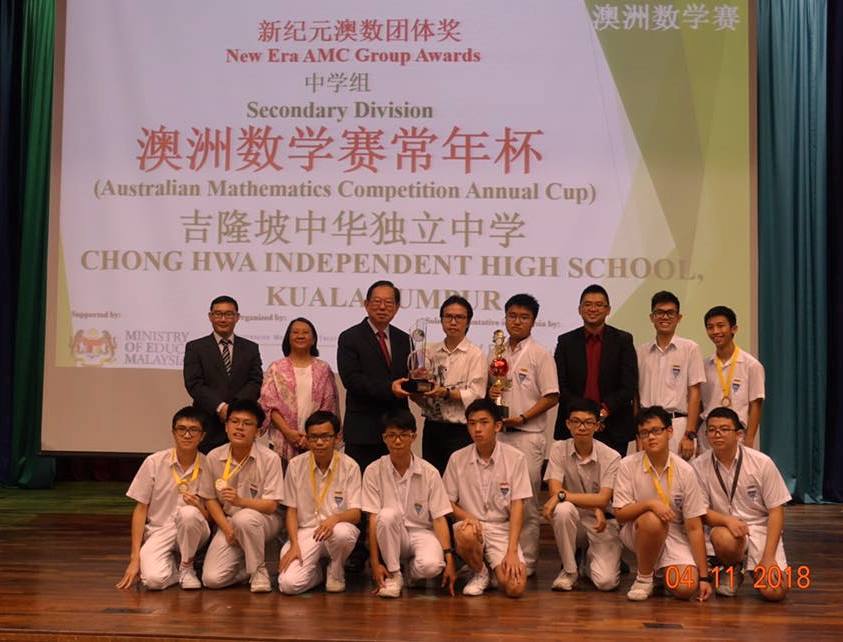 澳洲数学赛
新纪元澳数团体奖
New Era AMC Group Awards
中学组
Secondary Division
澳洲数学赛常年杯
(Australian Mathematics Competition Annual Cup)
吉隆坡中华独立中学
CHONG HWA INDEPENDENT HIGH SCHOOL,
KUALA LUMPUR
Supported by:
Organized by:
MINISTRY
OF EDUC
MALAYSIA
04 11 2018